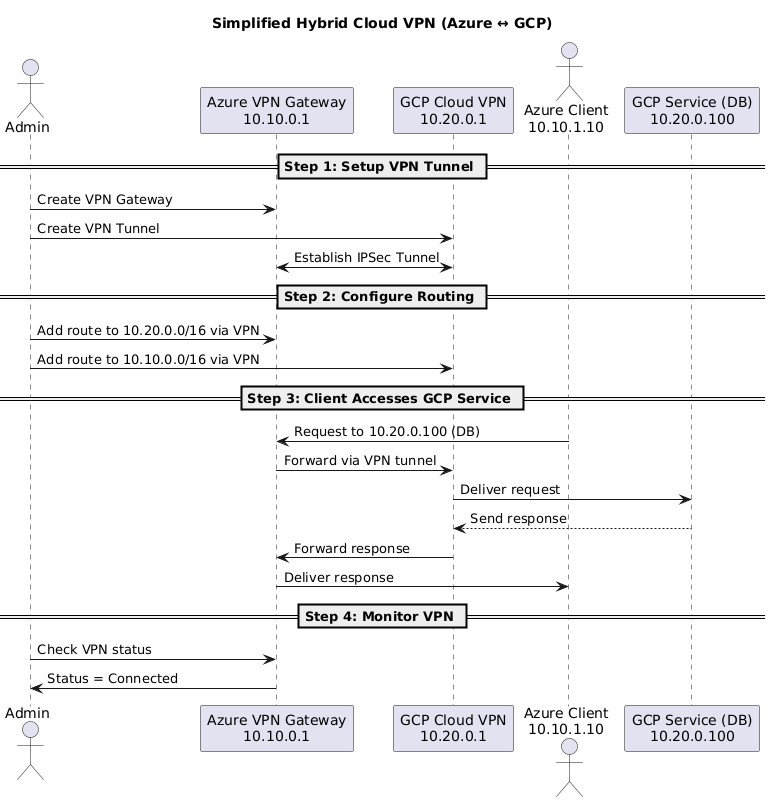 Simplified Hybrid Cloud VPN (Azure ↔ GCP)
Admin
Azure VPN Gateway
10.10.0.1
GCP Cloud VPN
10.20.0.1
Azure Client
10.10.1.10
GCP Service (DB)
10.20.0.100
Step 1: Setup VPN Tunnel
Create VPN Gateway
Create VPN Tunnel
Establish IPSec Tunnel
Step 2: Configure Routing
Add route to 10.20.0.0/16 via VPN
Add route to 10.10.0.0/16 via VPN
Step 3: Client Accesses GCP Service
Request to 10.20.0.100 (DB)
Forward via VPN tunnel
Deliver request
Send response
Forward response
Deliver response
Step 4: Monitor VPN
Check VPN status
Status = Connected
Admin
Azure VPN Gateway
10.10.0.1
GCP Cloud VPN
10.20.0.1
Azure Client
10.10.1.10
GCP Service (DB)
10.20.0.100